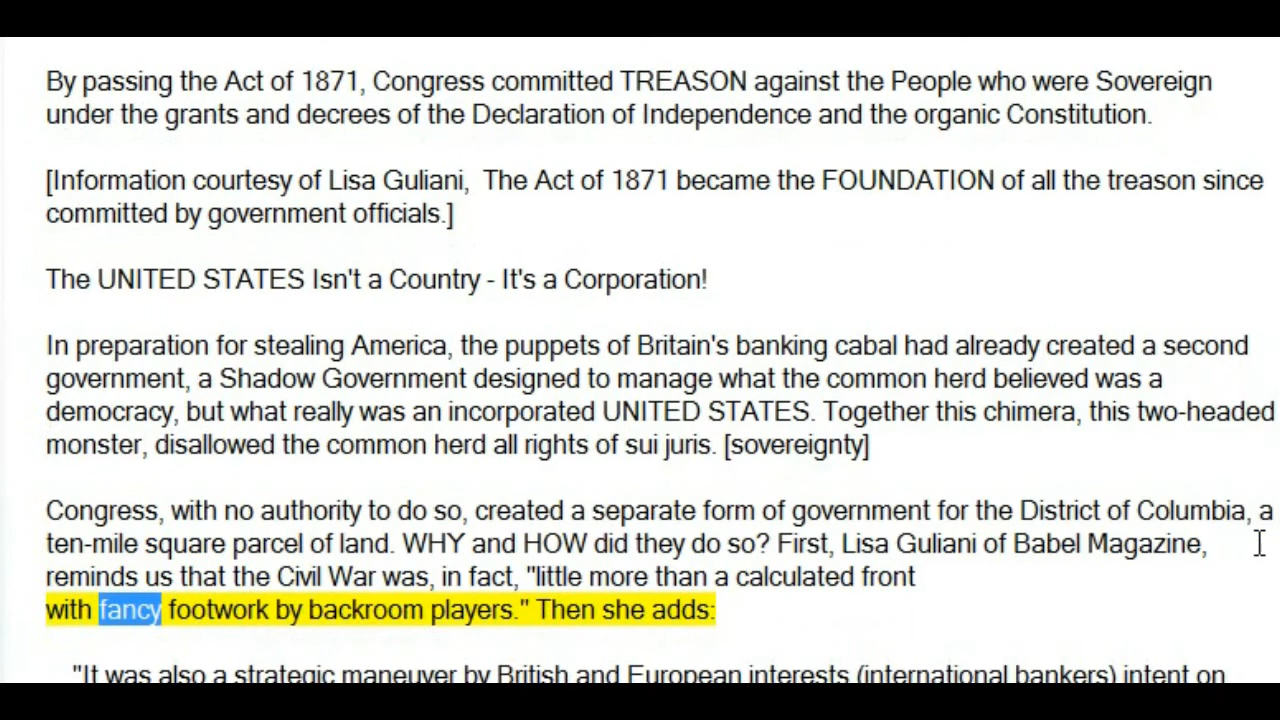 By passing the Act of 1871, Congress committed TREASON against the People who were Sovereign
under the grants and decrees of the Declaration of Independence and the organic Constitution.
[Information courtesy of Lisa Guliani,  The Act of 1871 became the FOUNDATION of all the treason since
committed by government officials.]
The UNITED STATES Isn't a Country - It's a Corporation!
In preparation for stealing America, the puppets of Britain's banking cabal had already created a second
government, a Shadow Government designed to manage what the common herd believed was a
democracy, but what really was an incorporated UNITED STATES. Together this chimera, this two-headed
monster, disallowed the common herd all rights of sui juris. [sovereignty]
Congress, with no authority to do so, created a separate form of government for the District of Columbia, a
ten-mile square parcel of land. WHY and HOW did they do so? First, Lisa Guliani of Babel Magazine,
reminds us that the Civil War was, in fact, "little more than a calculated front
with fancy footwork by backroom players." Then she adds:
"It was also a strategic maneuver by British and European interests (international bankers) intent on